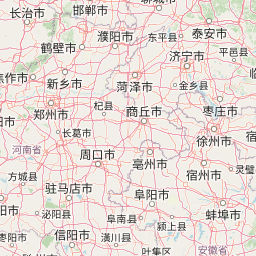 长治市
邯郸市
聊城市
泰安市
鹤壁市
濮阳市
东平县
平邑县
济宁市
焦作市
新乡市
菏泽市
金乡县
枣庄市
郑州市
杞县
商丘市
徐州市
长葛市
河南省
周口市
亳州市
宿州市
灵璧
方城县
驻马店市
阜阳市
泌阳县
阜南县
颍上县
蚌埠市
枣阳市
信阳市
潢川县
叶集区
安徽省